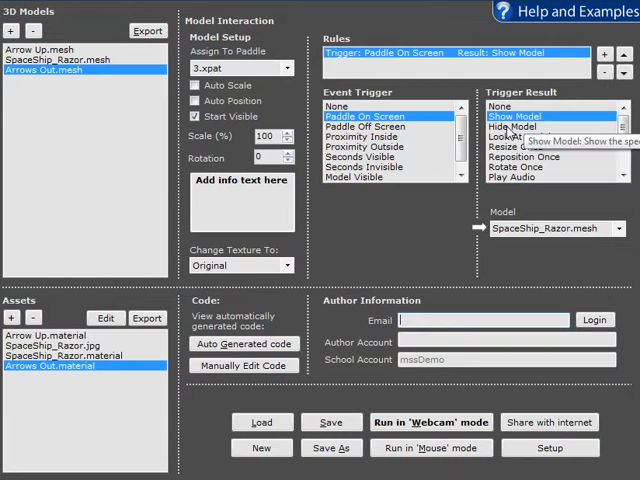 Help and Examples
3D Models
+
-
Export
Arrow Up.mesh
SpaceShip_Razor.mesh
Arrows Out.mesh
Model Interaction
Model Setup
Assign To Paddle
3.xpat
Auto Scale
Auto Position
Start Visible
Scale (%)
100
Rotation
0
Add info text here
Change Texture To:
Original
Rules
Trigger: Paddle On Screen Result: Show Model
+
-
Event Trigger
None
Paddle On Screen
Paddle Off Screen
Proximity Inside
Proximity Outside
Seconds Visible
Seconds Invisible
Model Visible
Trigger Result
None
Show Model
Hide Model
Look At
Show Model: Show the spe
Resize
Reposition Once
Rotate Once
Play Audio
Model
SpaceShip_Razor.mesh
Assets
+
-
Edit
Export
Arrow Up.material
SpaceShip_Razor.jpg
SpaceShip_Razor.material
Arrows Out.material
Code:
View automatically
generated code:
Auto Generated code
Manually Edit Code
Author Information
Email
Login
Author Account
School Account
mssDemo
Load
Save
Run in 'Webcam' mode
Share with internet
New
Save As
Run in 'Mouse' mode
Setup